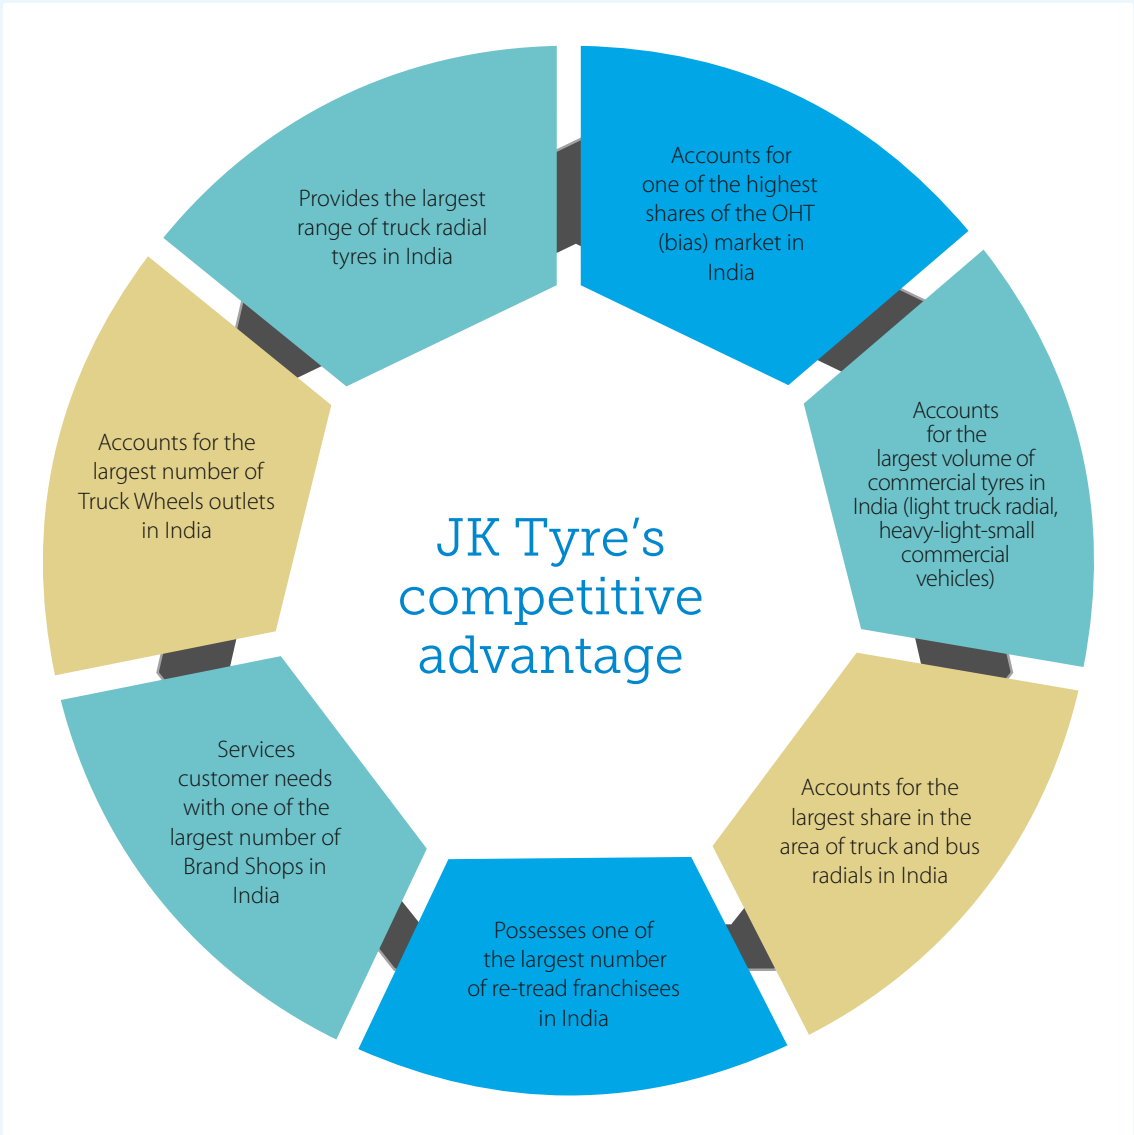 Accounts for
one of the highest
shares of the OHT
(bias) market in
India
Accounts
for the
largest volume of
commercial tyres in
India (light truck radial,
heavy-light-small
commercial
vehicles)
Accounts for the
largest share in the
area of truck and bus
radials in India
Possesses one of
the largest number
of re-tread franchisees
in India
Services
customer needs
with one of the
largest number of
Brand Shops in
India
Accounts for the
largest number of
Truck Wheels outlets
in India
Provides the largest
range of truck radial
tyres in India
JK Tyre’s
competitive
advantage